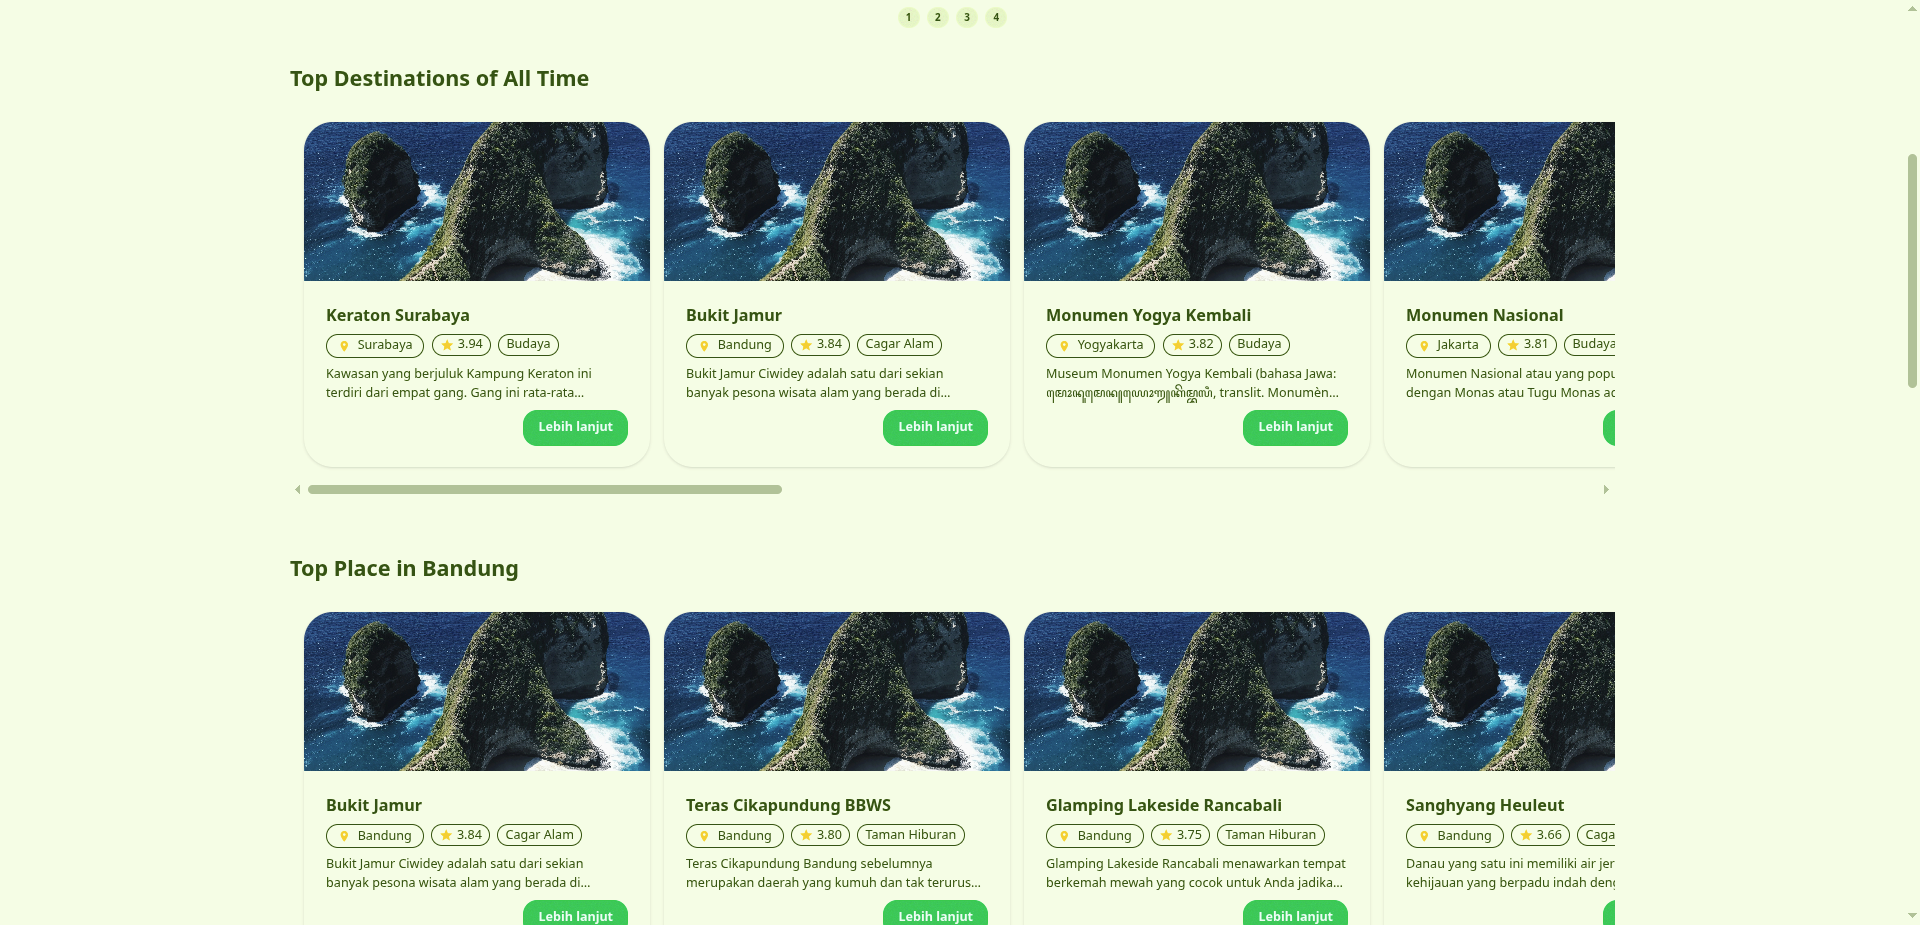 1 2 3 4
Top Destinations of All Time
Keraton Surabaya
Surabaya 3.94 Budaya
Kawasan yang berjuluk Kampung Keraton ini
terdiri dari empat gang. Gang ini rata-rata...
Lebih lanjut
Bukit Jamur
Bandung 3.84 Cagar Alam
Bukit Jamur Ciwidey adalah satu dari sekian
banyak pesona wisata alam yang berada di...
Lebih lanjut
Monumen Yogya Kembali
Yogyakarta 3.82 Budaya
Museum Monumen Yogya Kembali (bahasa Jawa:
, translit. Monumèn...
Lebih lanjut
Monumen Nasional
Jakarta 3.81 Budaya
Monumen Nasional atau yang popu
dengan Monas atau Tugu Monas ad
Top Place in Bandung
Bukit Jamur
Bandung 3.84 Cagar Alam
Bukit Jamur Ciwidey adalah satu dari sekian
banyak pesona wisata alam yang berada di...
Lebih lanjut
Teras Cikapundung BBWS
Bandung 3.80 Taman Hiburan
Teras Cikapundung Bandung sebelumnya
merupakan daerah yang kumuh dan tak terurus...
Lebih lanjut
Glamping Lakeside Rancabali
Bandung 3.75 Taman Hiburan
Glamping Lakeside Rancabali menawarkan tempat
berkemah mewah yang cocok untuk Anda jadika...
Lebih lanjut
Sanghyang Heuleut
Bandung 3.66 Caga
Danau yang satu ini memiliki air jer
kehijauan yang berpadu indah deng